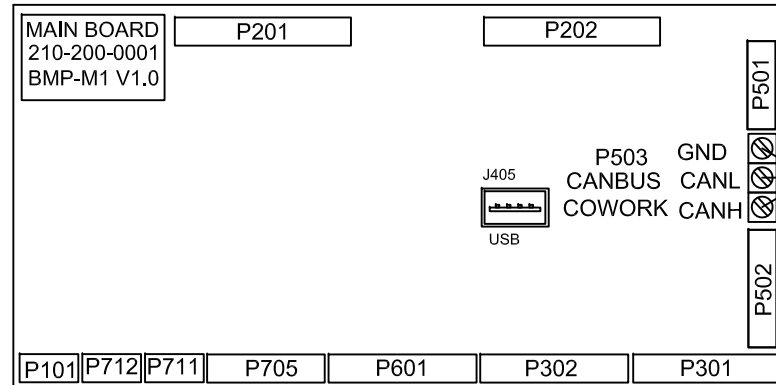 MAIN BOARD
210-200-0001
BMP-M1 V1.0
P201
P202
P501
P503
CANBUS
COWORK
GND
CANL
CANH
J405
USB
P502
P101
P712
P711
P705
P601
P302
P301